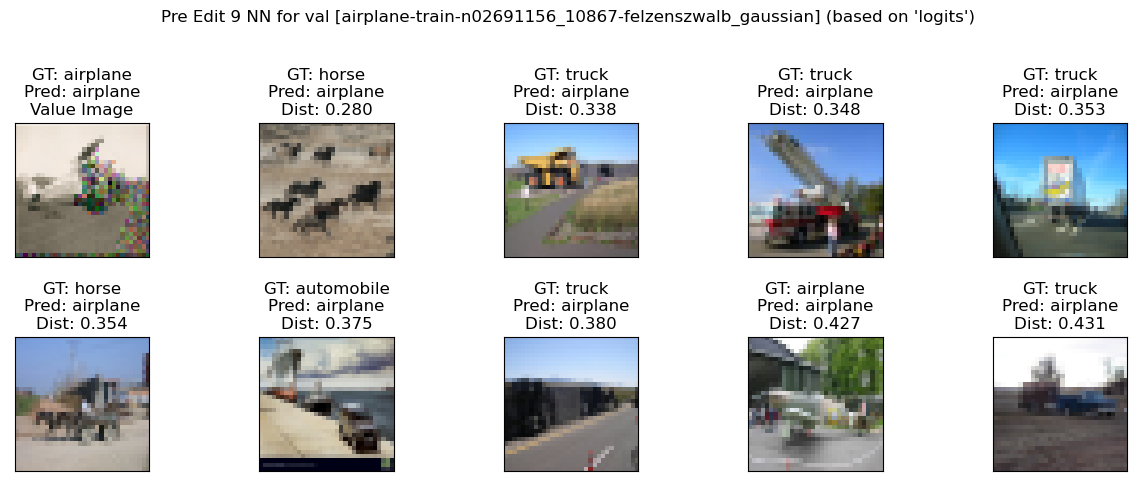 Pre Edit 9 NN for val [airplane-train-n02691156_10867-felzenszwalb_gaussian] (based on 'logits')
GT: airplane
Pred: airplane
Value Image
GT: horse
Pred: airplane
Dist: 0.280
GT: truck
Pred: airplane
Dist: 0.338
GT: truck
Pred: airplane
Dist: 0.348
GT: truck
Pred: airplane
Dist: 0.353
GT: horse
Pred: airplane
Dist: 0.354
GT: automobile
Pred: airplane
Dist: 0.375
GT: truck
Pred: airplane
Dist: 0.380
GT: airplane
Pred: airplane
Dist: 0.427
GT: truck
Pred: airplane
Dist: 0.431